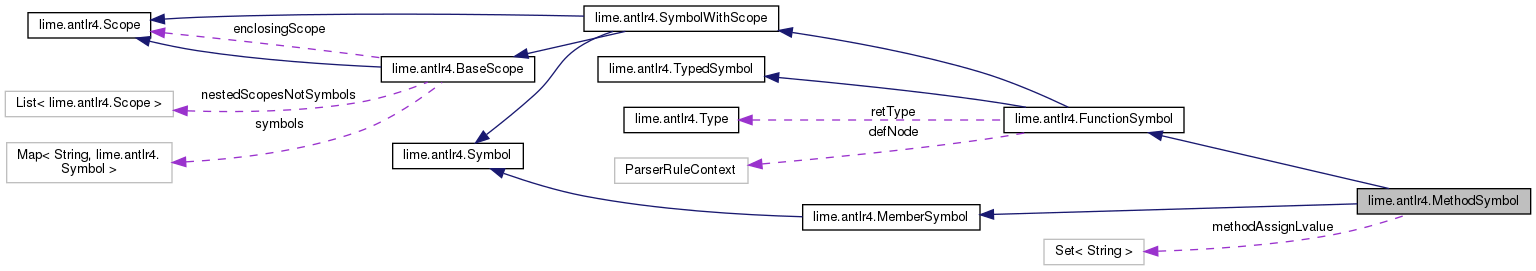 lime.antlr4.SymbolWithScope
lime.antlr4.Scope
enclosingScope
lime.antlr4.BaseScope
lime.antlr4.TypedSymbol
nestedScopesNotSymbols
List< lime.antlr4.Scope >
retType
lime.antlr4.Type
lime.antlr4.FunctionSymbol
symbols
defNode
Map< String, lime.antlr4.
Symbol >
lime.antlr4.Symbol
ParserRuleContext
lime.antlr4.MethodSymbol
lime.antlr4.MemberSymbol
methodAssignLvalue
Set< String >